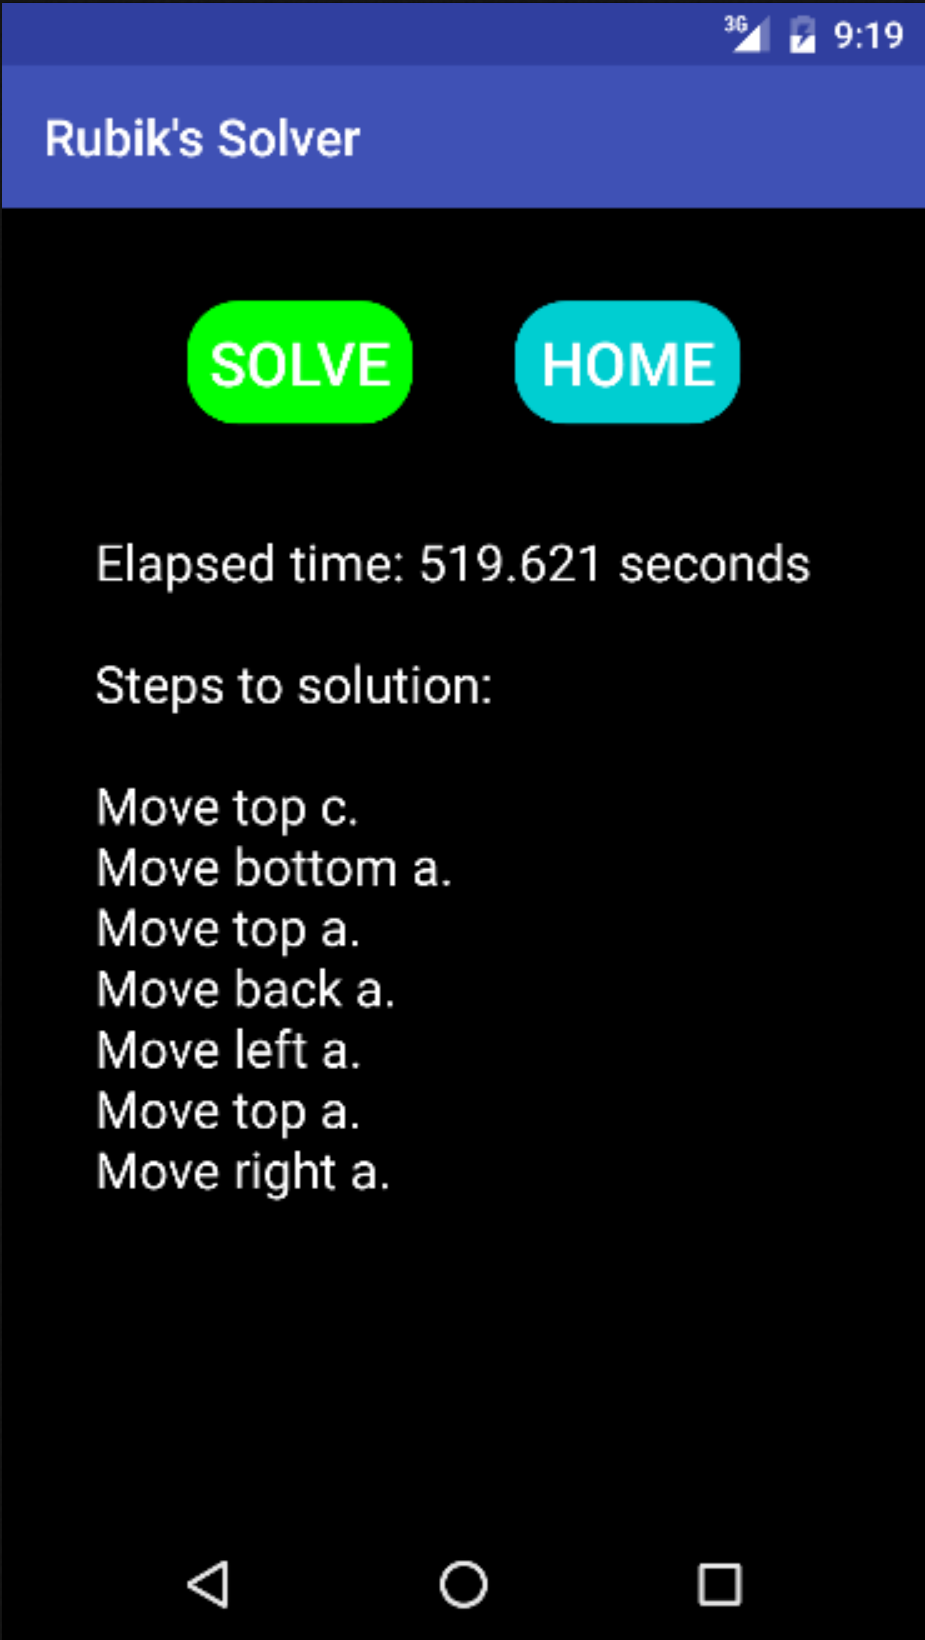 3G 9:19
Rubik's Solver
SOLVE HOME
Elapsed time: 519.621 seconds
Steps to solution:
Move top c.
Move bottom a.
Move top a.
Move back a.
Move left a.
Move top a.
Move right a.